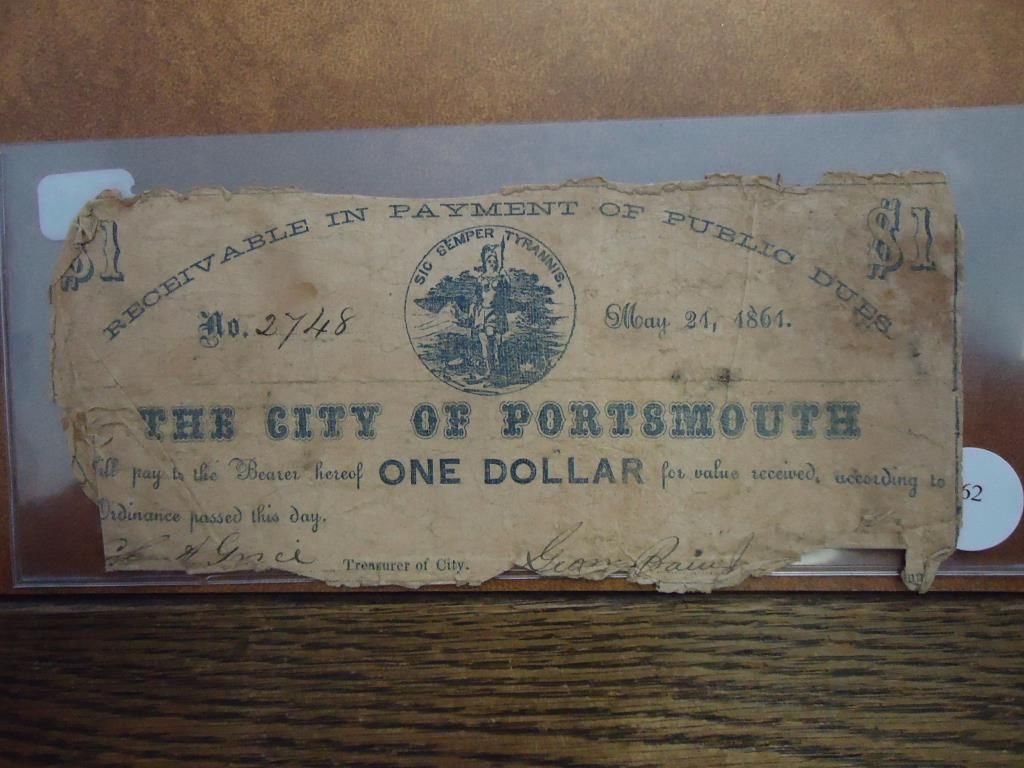 $1 RECEIVABLE IN PAYMENT OF PUBLIC DUES $1
SIC SEMPER TYRANNIS.
No. 2748
May 21, 1861.
THE CITY OF PORTSMOUTH
ill pay to the Bearer hereof ONE DOLLAR for value received, according to
Ordinance passed this day.
Grice Treasurer of City.
62